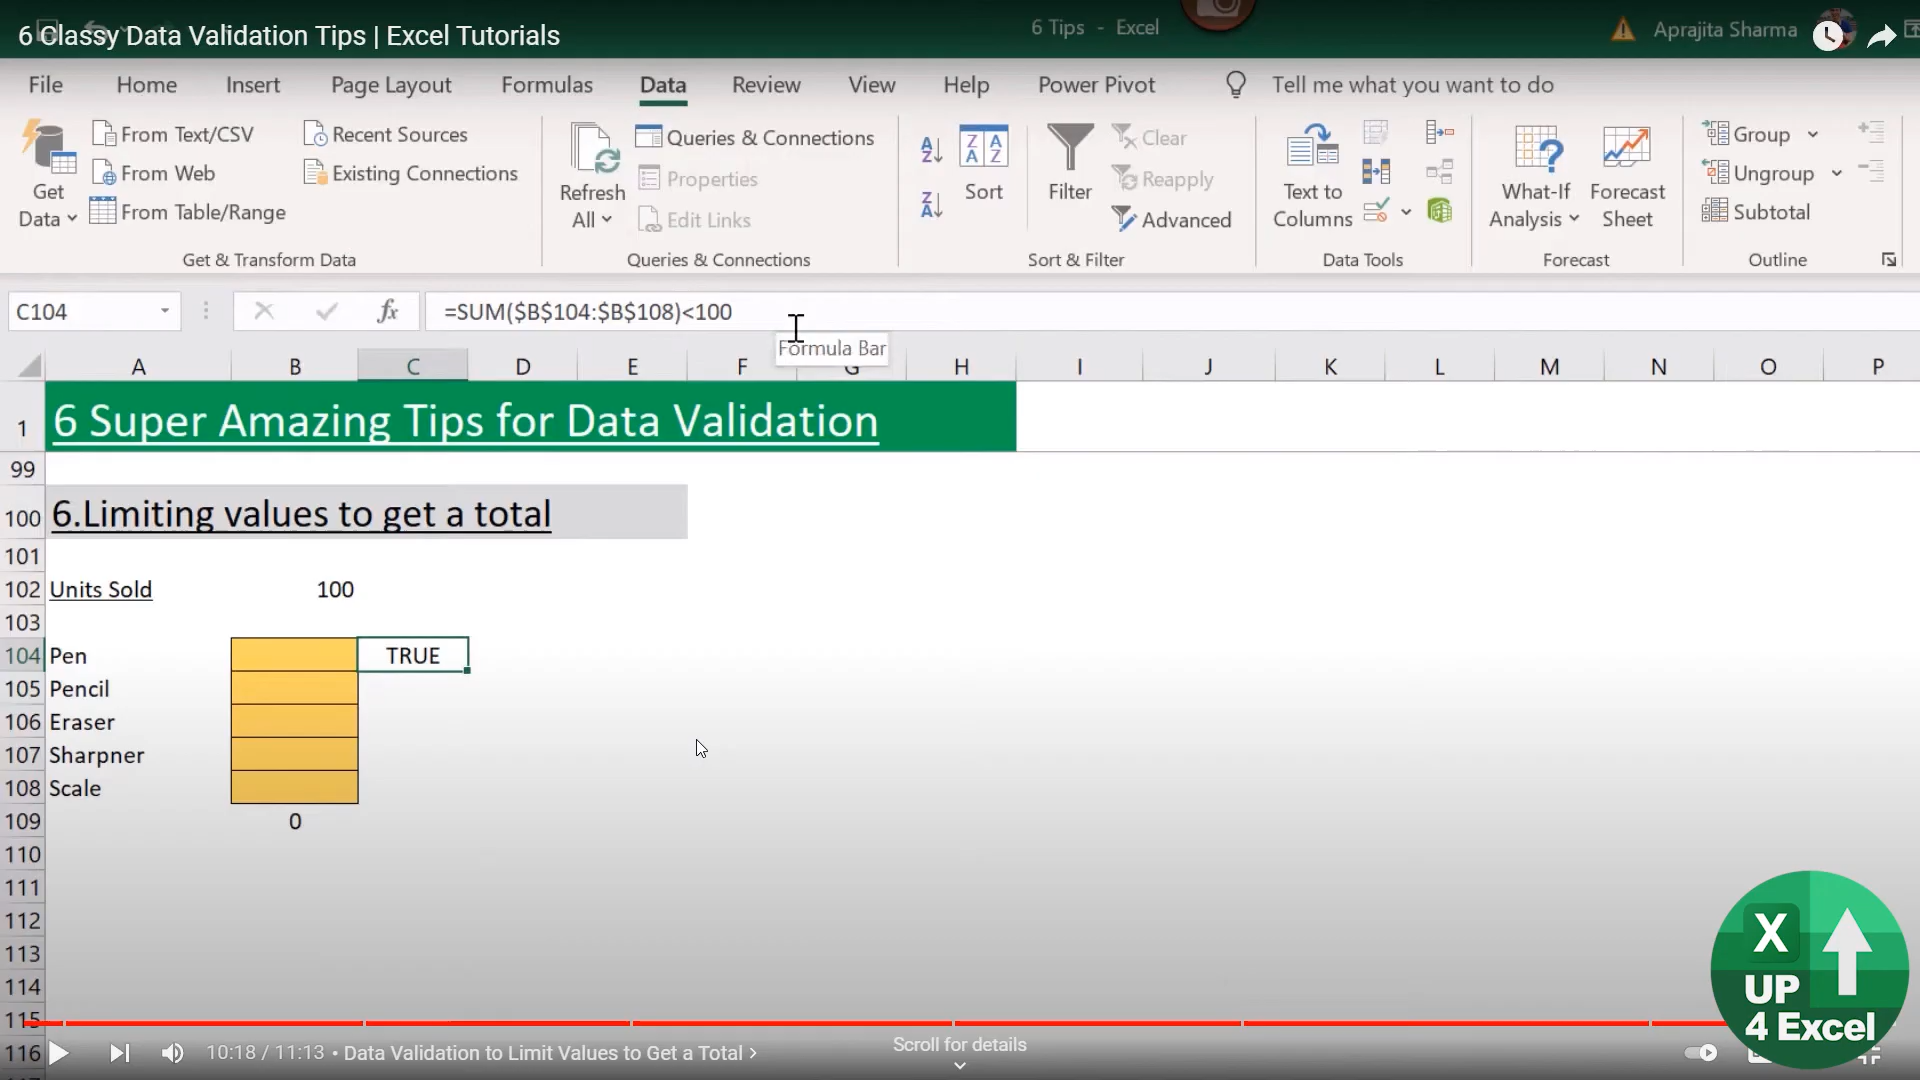 6 Classy Data Validation Tips | Excel Tutorials
6 Tips - Excel
Aprajita Sharma
File Home Insert Page Layout Formulas Data Review View Help Power Pivot Tell me what you want to do
Get Data
From Text/CSV
From Web
From Table/Range
Recent Sources
Existing Connections
Get & Transform Data
Refresh All
Queries & Connections
Properties
Edit Links
Queries & Connections
Sort
Filter
Clear
Reapply
Advanced
Sort & Filter
Text to Columns
Data Tools
What-If Analysis
Forecast Sheet
Forecast
Group
Ungroup
Subtotal
Outline
C104 fx =SUM($B$104:$B$108)<100
Formula Bar
A B C D E F G H I J K L M N O P
1 6 Super Amazing Tips for Data Validation
99
100 6.Limiting values to get a total
101
102 Units Sold 100
103
104 Pen TRUE
105 Pencil
106 Eraser
107 Sharpner
108 Scale
109 0
110
111
112
113
114
115
116
10:18 / 11:13 • Data Validation to Limit Values to Get a Total >
Scroll for details
X
UP
4 Excel